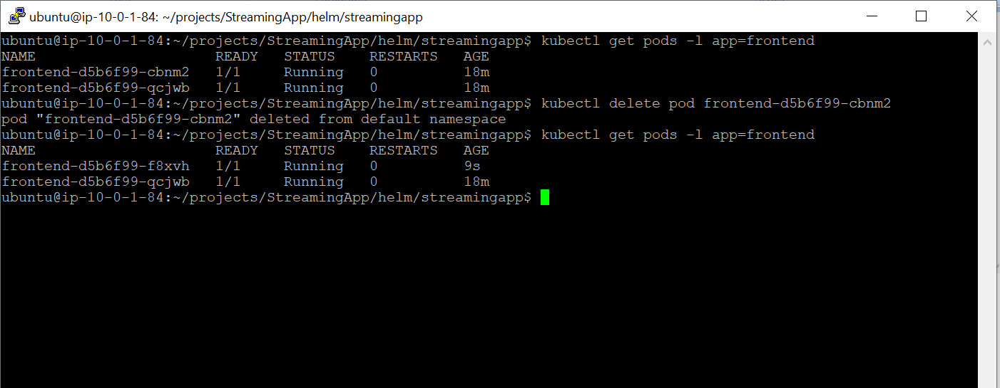 ubuntu@ip-10-0-1-84: ~/projects/StreamingApp/helm/streamingapp
ubuntu@ip-10-0-1-84:~/projects/StreamingApp/helm/streamingapp$ kubectl get pods -l app=frontend
NAME READY STATUS RESTARTS AGE
frontend-d5b6f99-cbnm2 1/1 Running 0 18m
frontend-d5b6f99-qcjwb 1/1 Running 0 18m
ubuntu@ip-10-0-1-84:~/projects/StreamingApp/helm/streamingapp$ kubectl delete pod frontend-d5b6f99-cbnm2
pod "frontend-d5b6f99-cbnm2" deleted from default namespace
ubuntu@ip-10-0-1-84:~/projects/StreamingApp/helm/streamingapp$ kubectl get pods -l app=frontend
NAME READY STATUS RESTARTS AGE
frontend-d5b6f99-f8xvh 1/1 Running 0 9s
frontend-d5b6f99-qcjwb 1/1 Running 0 18m
ubuntu@ip-10-0-1-84:~/projects/StreamingApp/helm/streamingapp$